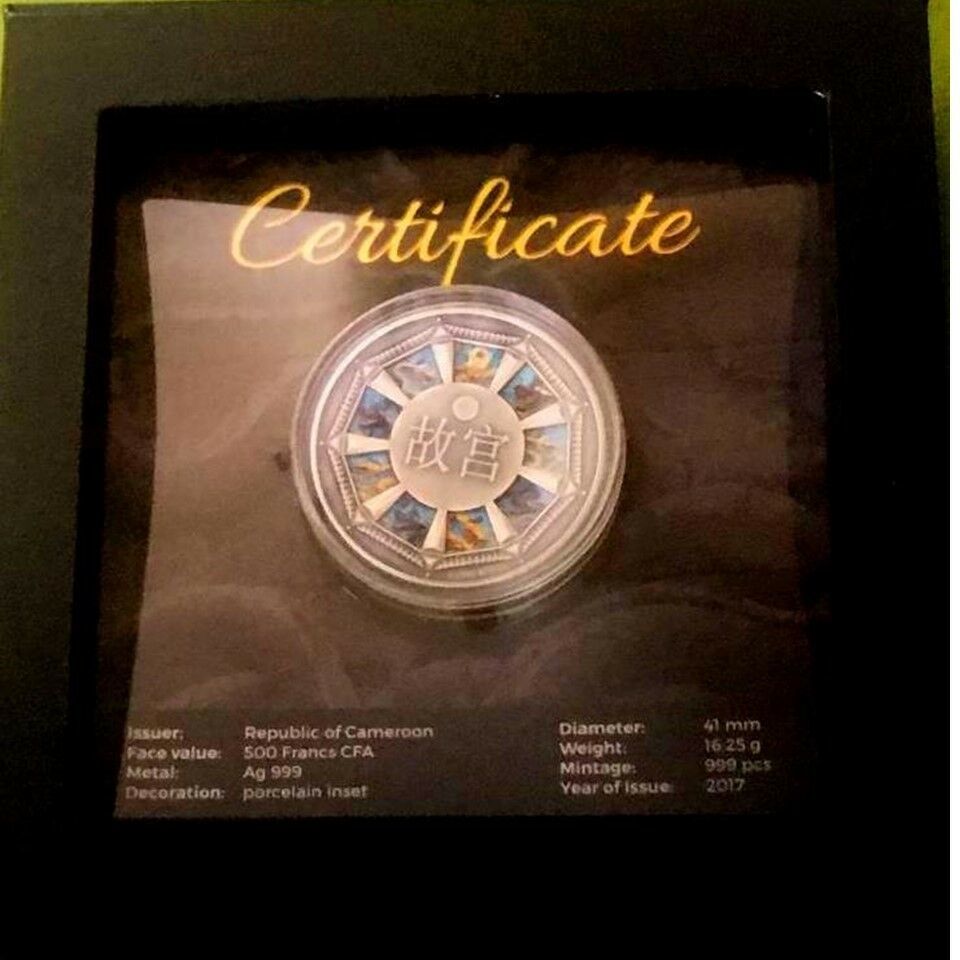 Certificate
故宫
Issuer: Republic of Cameroon
Face value: 500 Francs CFA
Metal: Ag 999
Decoration: porcelain inset
Diameter: 41 mm
Weight: 16.25 g
Mintage: 999 pcs
Year of issue: 2017